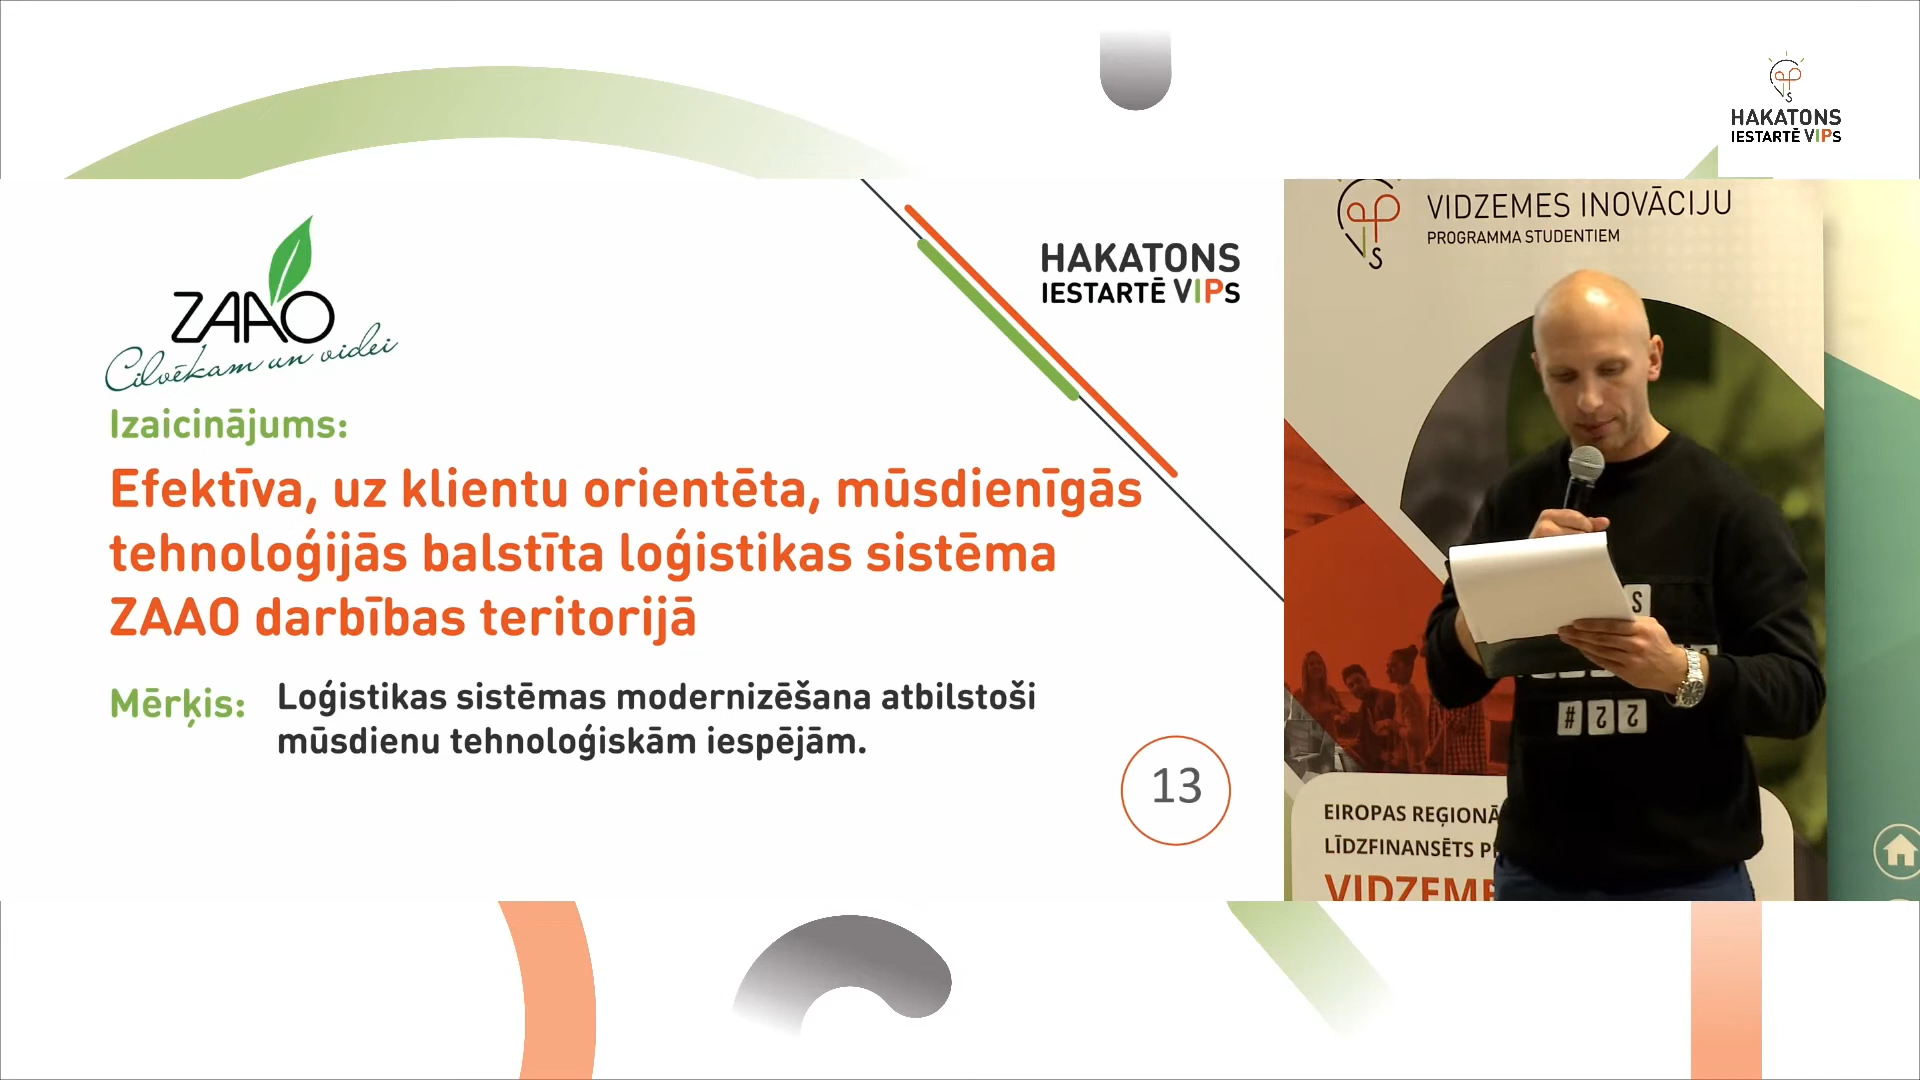 HAKATONS
IESTARTĒ VIPS
ZAAO
Cilvēkam un videi
HAKATONS
IESTARTĒ VIPS
Izaicinājums:
Efektīva, uz klientu orientēta, mūsdienīgās
tehnoloģijās balstīta loģistikas sistēma
ZAAO darbības teritorijā
Mērķis: Loģistikas sistēmas modernizēšana atbilstoši
mūsdienu tehnoloģiskām iespējām.
13
VIDZEMES INOVĀCIJU
PROGRAMMA STUDENTIEM
EIROPAS REĢIONĀ
LĪDZFINANSĒTS
VIDZEME